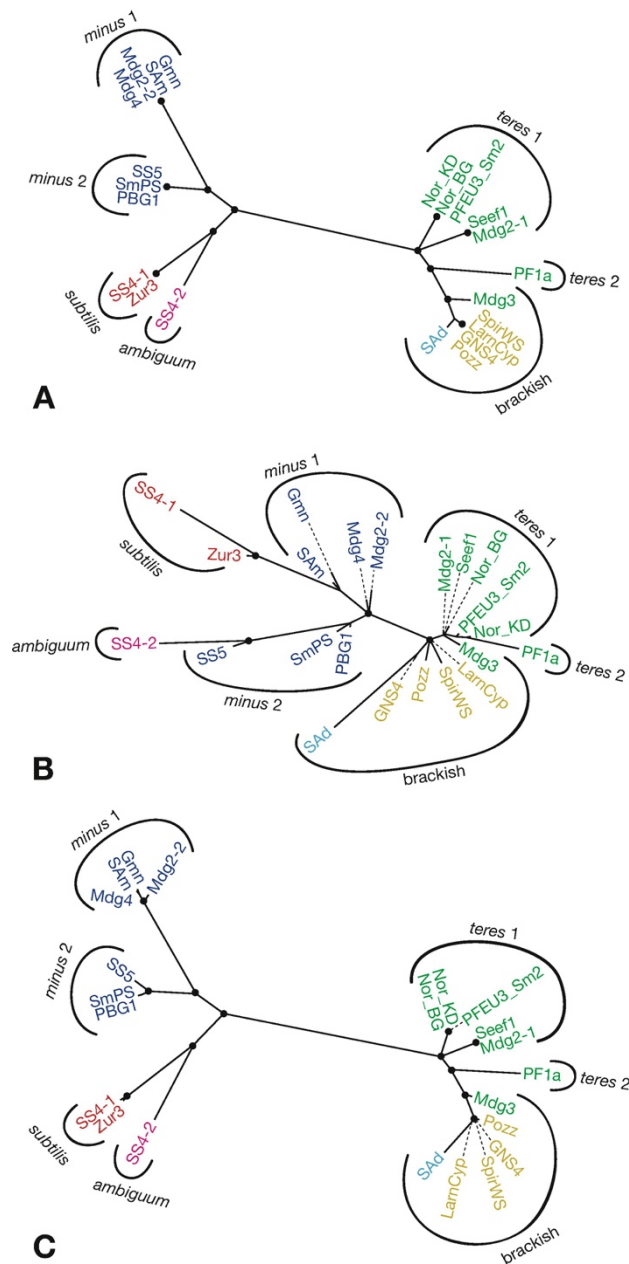 minus 1
Gmn
SAm
Mdg2-2
Mdg4
minus 2
SS5
SmPS
PBG1
SS4-1
Zur3
subtilis
SS4-2
ambiguum
teres 1
Nor_KD
Nor_BG
PFEU3_Sm2
Seef1
Mdg2-1
PF1a
teres 2
Mdg3
SAd
SpirWS
LarnCyp
GNS4
Pozz
brackish
A
minus 1
SS4-1
subtilis
Zur3
Gmn
SAm
Mdg4
Mdg2-2
teres 1
Mdg2-1
Seef1
Nor_BG
PFEU3_Sm2
Nor_KD
ambiguum
SS4-2
SS5
SmPS
PBG1
minus 2
Mdg3
PF1a
teres 2
SAd
GNS4
Pozz
SpirWS
LarnCyp
brackish
B
minus 1
Gmn
SAm
Mdg4
Mdg2-2
minus 2
SS5
SmPS
PBG1
SS4-1
Zur3
subtilis
SS4-2
ambiguum
teres 1
Nor_KD
Nor_BG
PFEU3_Sm2
Seef1
Mdg2-1
PF1a
teres 2
Mdg3
Pozz
GNS4
SpirWS
LarnCyp
SAd
brackish
C